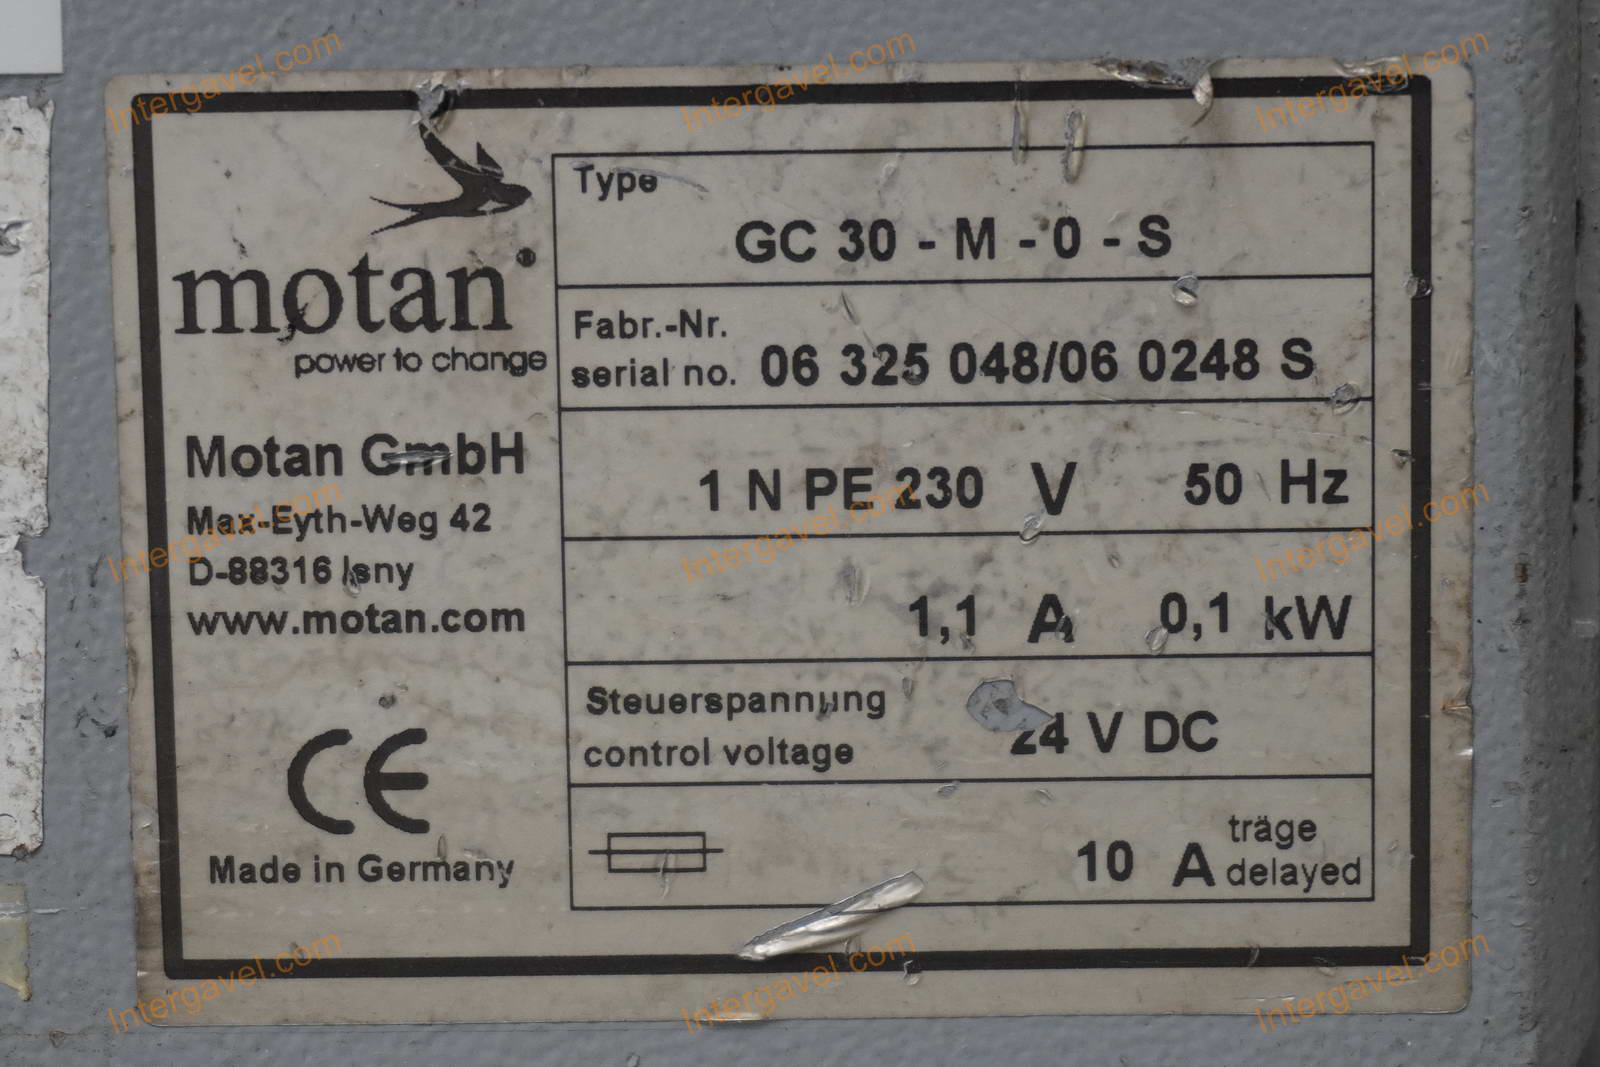 motan®
power to change
Motan GmbH
Max-Eyth-Weg 42
D-88316 Isny
www.motan.com
CE
Made in Germany
Type
GC 30 - M - 0 - S
Fabr.-Nr.
serial no. 06 325 048/06 0248 S
1 N PE 230 V 50 Hz
1,1 A 0,1 kW
Steuerspannung
control voltage 24 V DC
10 A träge
delayed
Intergavel.com
Intergavel.com
Intergavel.com
Intergavel.com
Intergavel.com
Intergavel.com
Intergavel.com
Intergavel.com
Intergavel.com